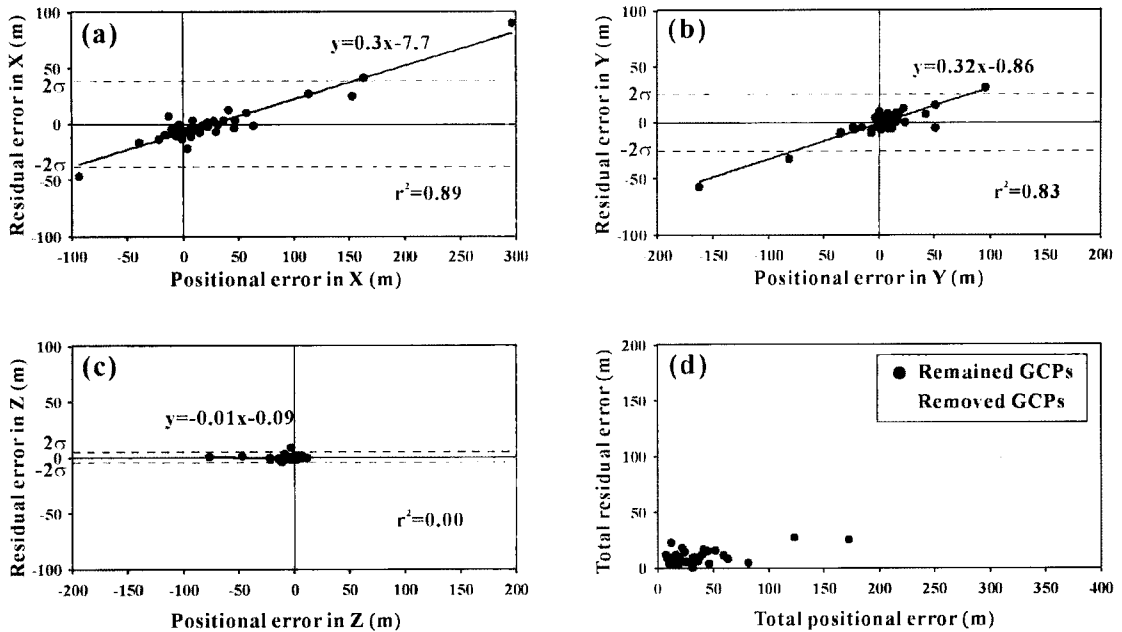 (a)
y=0.3x-7.7
r²=0.89
Residual error in X (m)
100
50
2σ
0
-2σ
-50
-100
-100 -50 0 50 100 150 200 250 300
Positional error in X (m)
(b)
y=0.32x-0.86
r²=0.83
Residual error in Y (m)
100
50
2σ
0
-2σ
-50
-100
-200 -150 -100 -50 0 50 100 150 200
Positional error in Y (m)
(c)
y=-0.01x-0.09
r²=0.00
Residual error in Z (m)
100
50
2σ
0
-2σ
-50
-100
-200 -150 -100 -50 0 50 100 150 200
Positional error in Z (m)
(d)
Remained GCPs
Removed GCPs
Total residual error (m)
200
150
100
50
0
0 50 100 150 200 250 300 350 400
Total positional error (m)